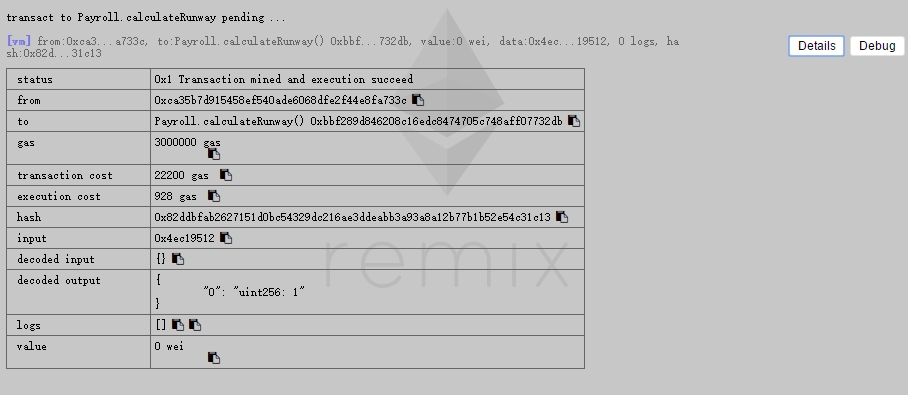 transact to Payroll.calculateRunway pending ...
[vm] from:0xca3...a733c, to:Payroll.calculateRunway() 0xbbf...732db, value:0 wei, data:0x4ec...19512, 0 logs, ha
sh:0x82d...31c13
Details
Debug
status 0x1 Transaction mined and execution succeed
from 0xca35b7d915458ef540ade6068dfe2f44e8fa733c
to Payroll.calculateRunway() 0xbbf289d846208c16edc8474705c748aff07732db
gas 3000000 gas
transaction cost 22200 gas
execution cost 928 gas
hash 0x82ddbfab2627151d0bc54329dc216ae3ddeabb3a93a8a12b77b1b52e54c31c13
input 0x4ec19512
decoded input {}
decoded output {
"0": "uint256: 1"
}
logs []
value 0 wei
remix